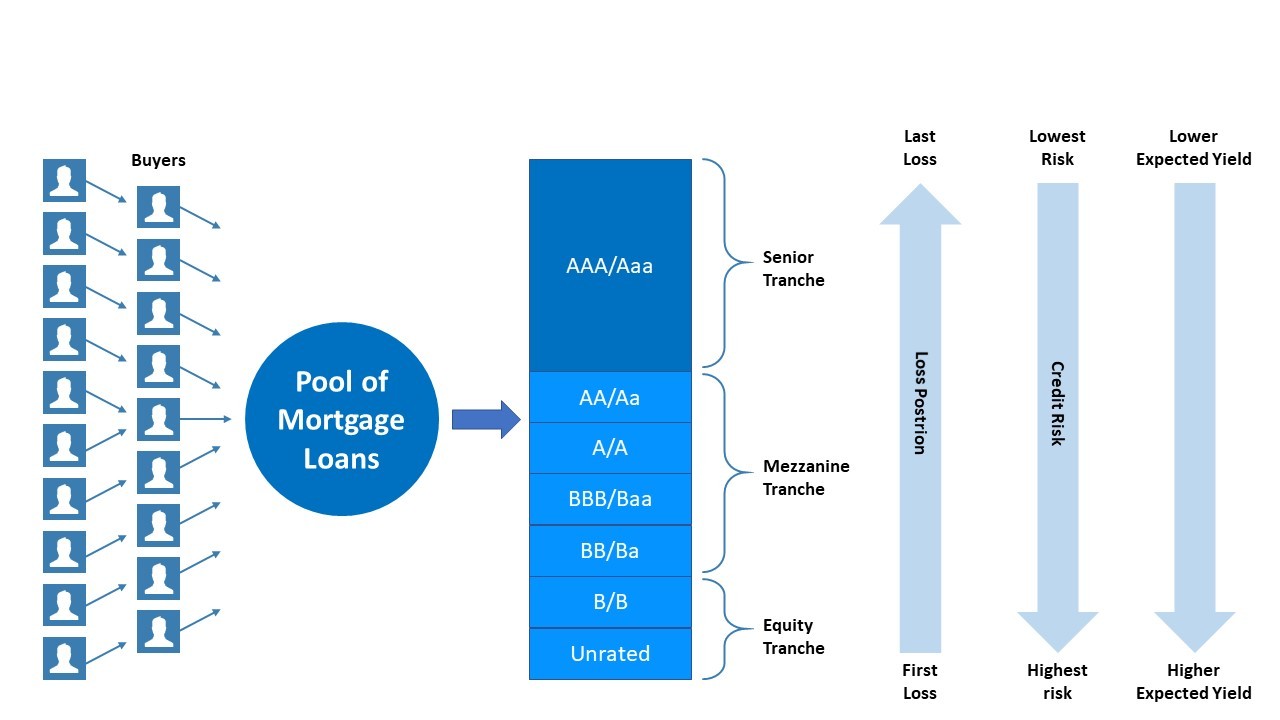 Buyers
Pool of
Mortgage
Loans
AAA/Aaa
AA/Aa
A/A
BBB/Baa
BB/Ba
B/B
Unrated
Senior
Tranche
Mezzanine
Tranche
Equity
Tranche
Last
Loss
Loss Postrion
First
Loss
Lowest
Risk
Credit Risk
Highest
risk
Lower
Expected Yield
Higher
Expected Yield